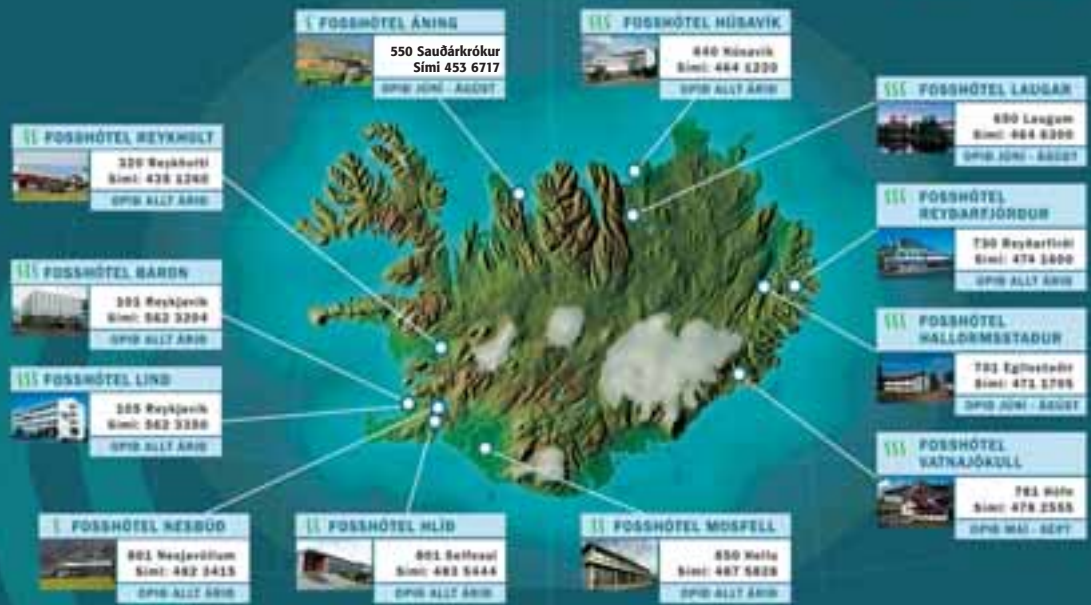 FOSSHÓTEL ÁNING
550 Sauðárkrókur
Sími 453 6717
OPIÐ JÚNÍ - ÁGÚST
FOSSHÓTEL HÚSAVÍK
640 Húsavík
Sími: 464 1220
OPIÐ ALLT ÁRIÐ
FOSSHÓTEL LAUGAR
650 Laugum
Sími: 464 6300
OPIÐ JÚNÍ - ÁGÚST
FOSSHÓTEL REYKHOLT
320 Reykholti
Sími: 435 1260
OPIÐ ALLT ÁRIÐ
FOSSHÓTEL
REYÐARFJÖRÐUR
730 Reyðarfirði
Sími: 474 1600
OPIÐ ALLT ÁRIÐ
FOSSHÓTEL BARON
101 Reykjavík
Sími: 562 3204
OPIÐ ALLT ÁRIÐ
FOSSHÓTEL
HALLORMSSTAÐUR
701 Egilsstaðir
Sími: 471 1705
OPIÐ JÚNÍ - ÁGÚST
FOSSHÓTEL LIND
105 Reykjavík
Sími: 562 3350
OPIÐ ALLT ÁRIÐ
FOSSHÓTEL
VATNAJÖKULL
781 Höfn
Sími: 478 2555
OPIÐ MAÍ - SEPT
FOSSHÓTEL NESBÚÐ
801 Nesjavöllum
Sími: 482 3415
OPIÐ ALLT ÁRIÐ
FOSSHÓTEL HLÍÐ
801 Selfossi
Sími: 483 5444
OPIÐ ALLT ÁRIÐ
FOSSHÓTEL MOSFELL
850 Hellu
Sími: 487 5828
OPIÐ ALLT ÁRIÐ